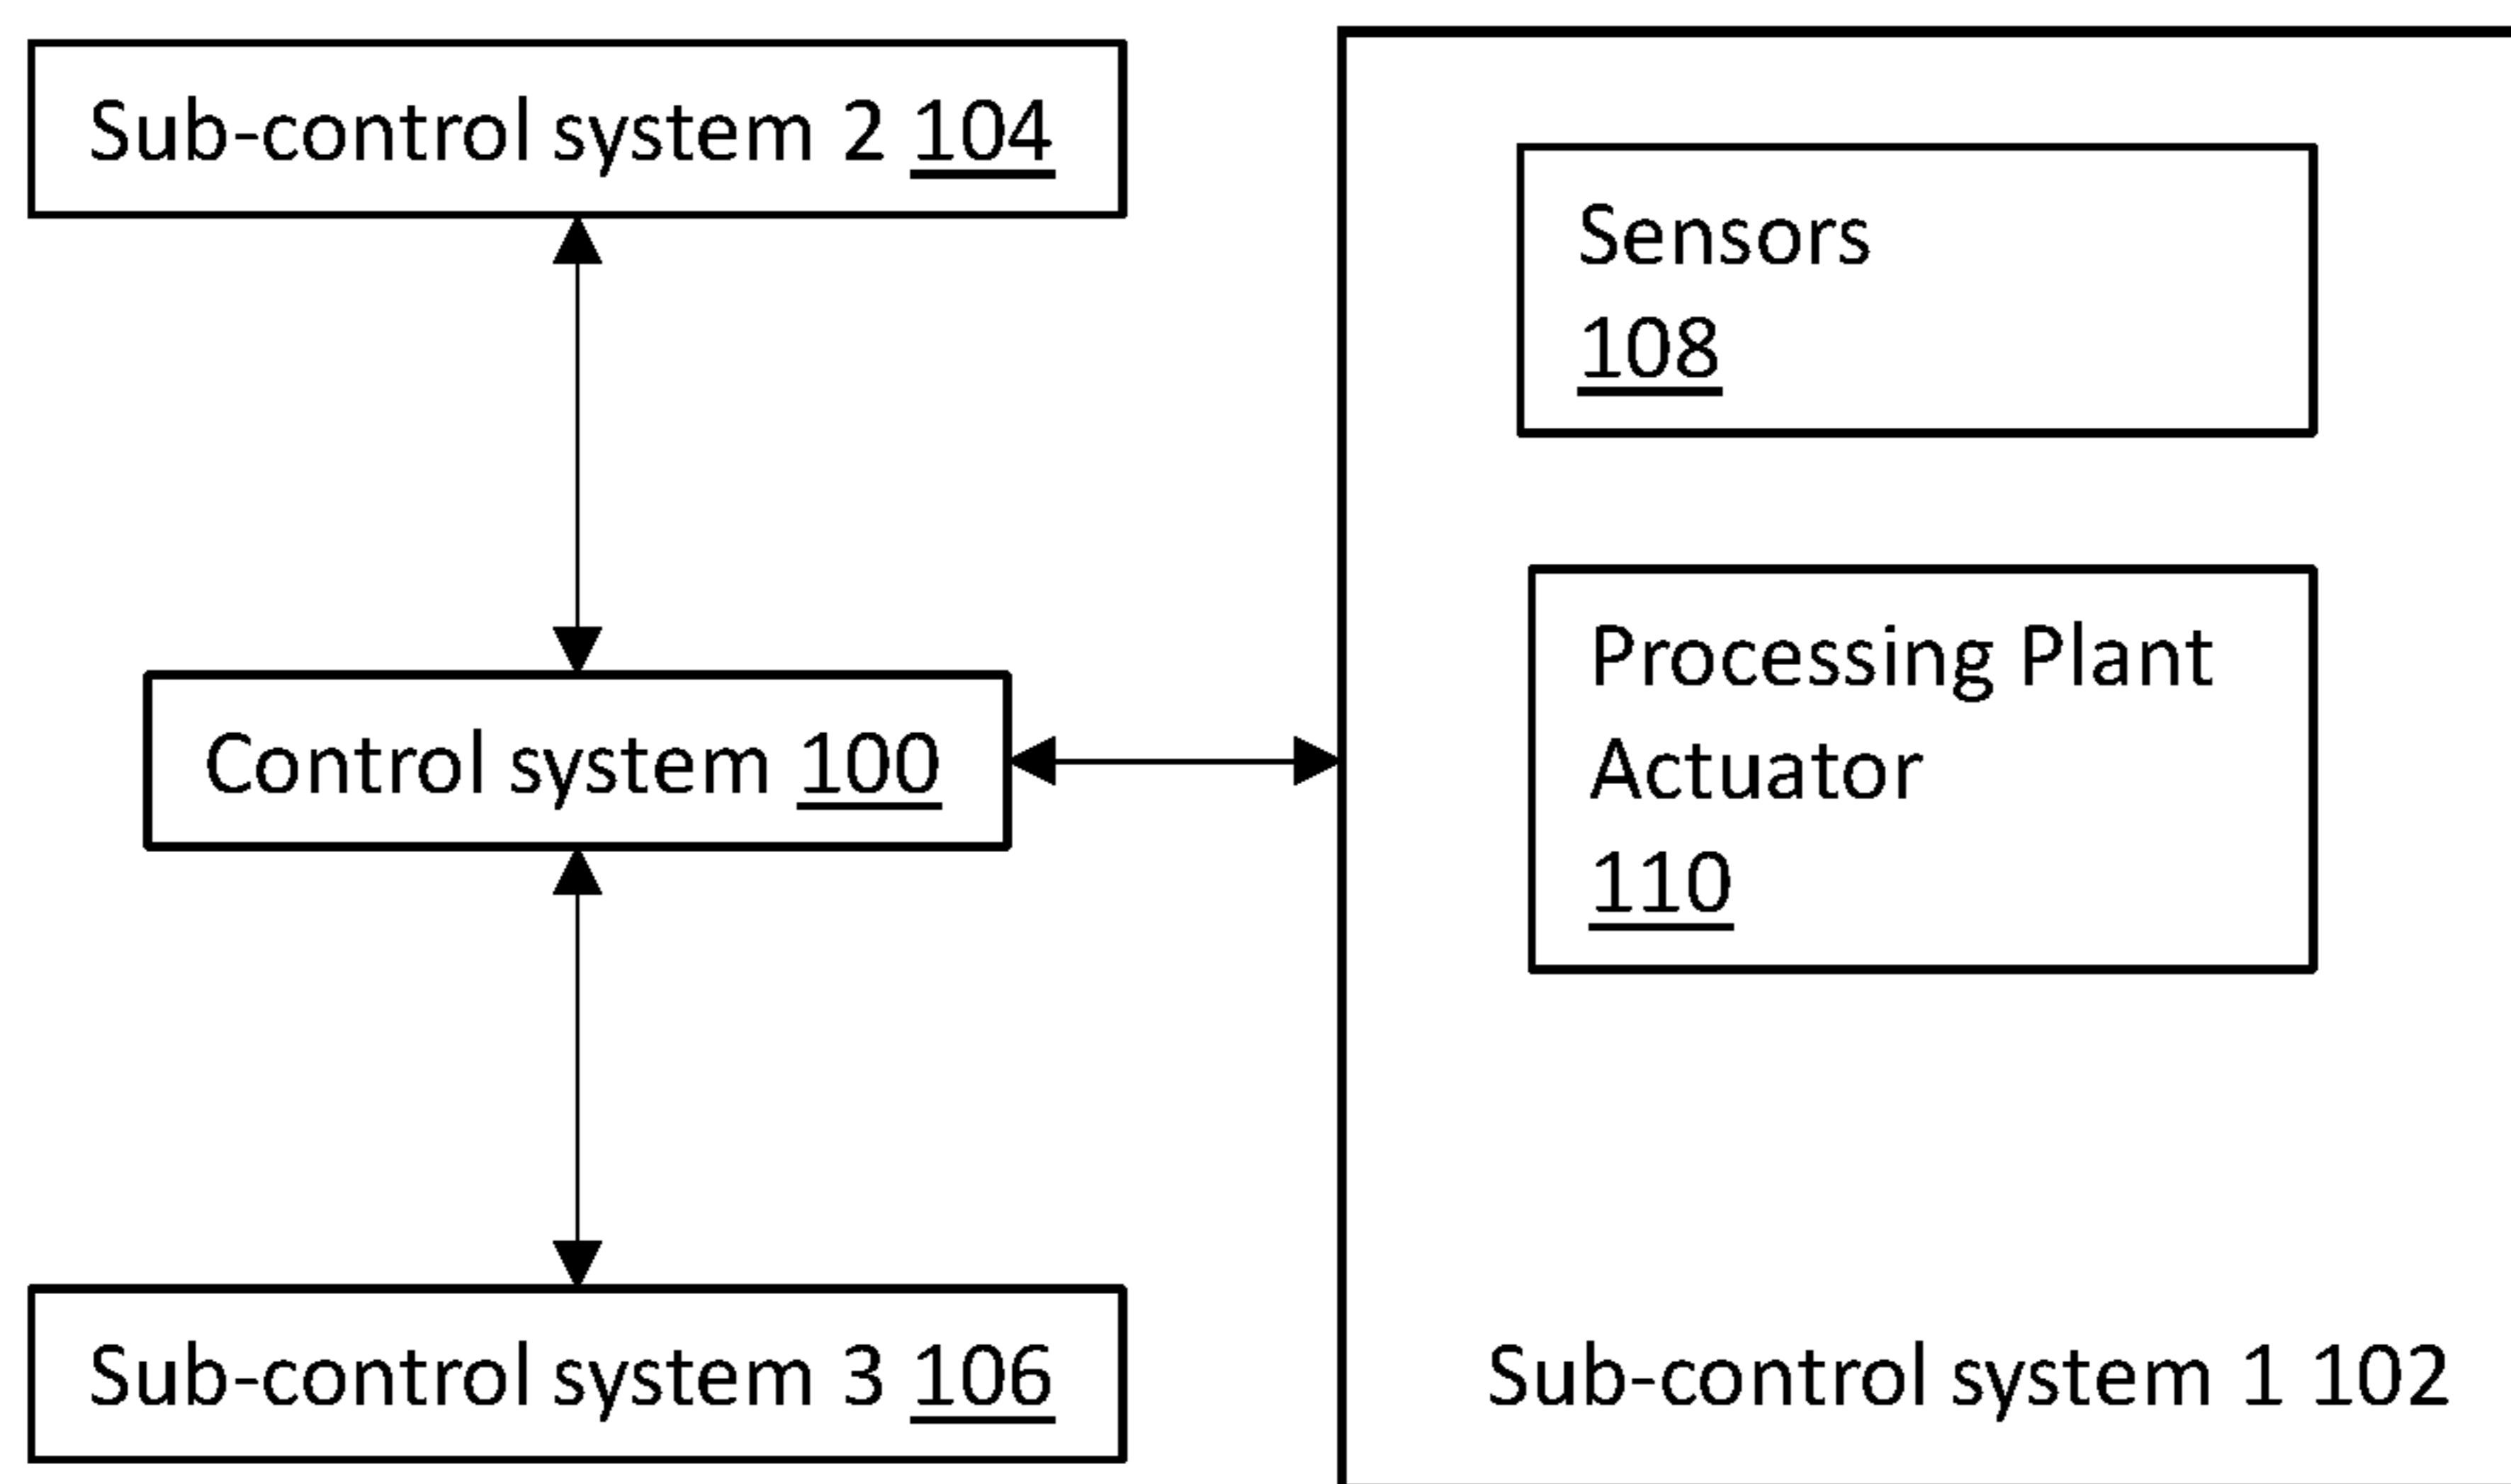 Sub-control system 2 104
Sensors
108
Processing Plant
Actuator
110
Control system 100
Sub-control system 3 106
Sub-control system 1 102